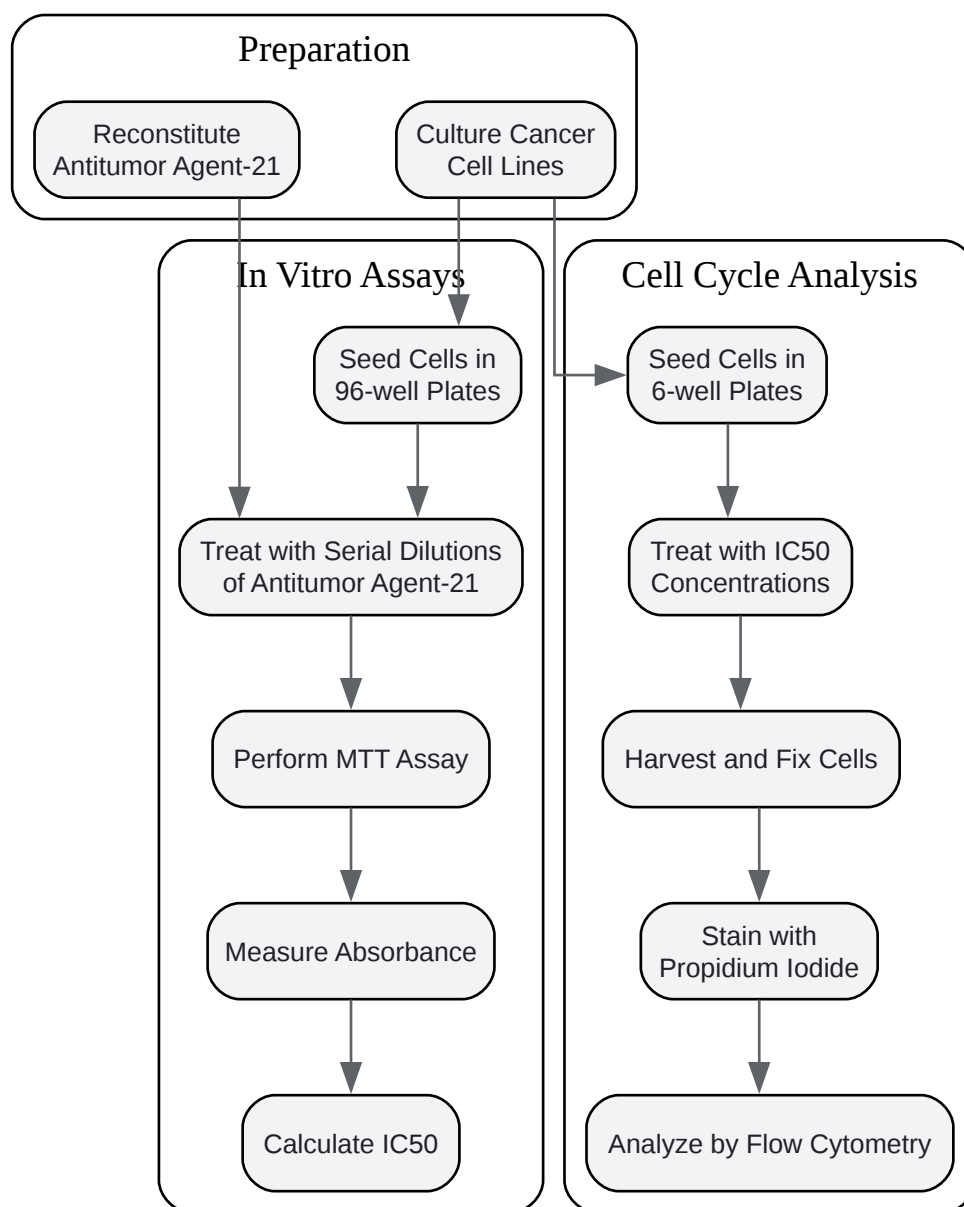 Preparation
Reconstitute
Antitumor Agent-21
Culture Cancer
Cell Lines
In Vitro Assays
Seed Cells in
96-well Plates
Treat with Serial Dilutions
of Antitumor Agent-21
Perform MTT Assay
Measure Absorbance
Calculate IC50
Cell Cycle Analysis
Seed Cells in
6-well Plates
Treat with IC50
Concentrations
Harvest and Fix Cells
Stain with
Propidium Iodide
Analyze by Flow Cytometry